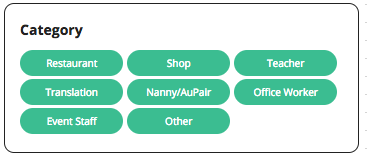 Category
Restaurant Shop Teacher
Translation Nanny/AuPair Office Worker
Event Staff Other